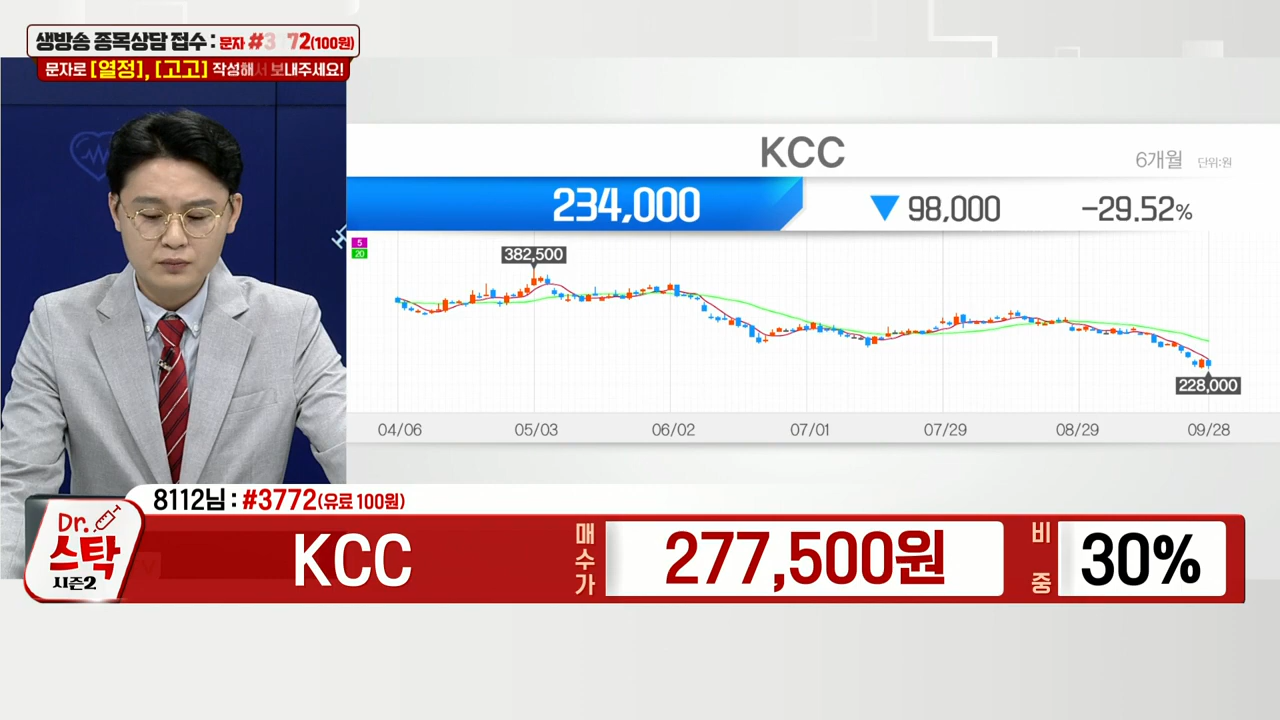 생방송 종목상담 접수 : 문자 #3 72(100원)
문자로 [열정], [고고] 작성해서 보내주세요!
KCC
6개월 단위:원
234,000 ▼ 98,000 -29.52%
5
20
382,500
228,000
04/06 05/03 06/02 07/01 07/29 08/29 09/28
8112님 : #3772(유료 100원)
Dr.
스탁
시즌2
KCC 매수가 277,500원 비중 30%